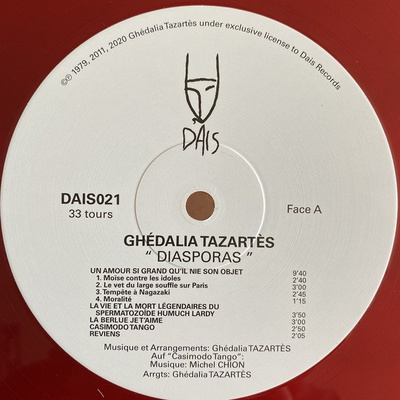 ℗© 1979, 2011, 2020 Ghédalia Tazartès under exclusive license to Dais Records
DAIS
DAIS021
33 tours
Face A
GHÉDALIA TAZARTÈS
“ DIASPORAS ”
UN AMOUR SI GRAND QU'IL NIE SON OBJET 9'40
1. Moïse contre les idoles 2'40
2. Le vet du large souffle sur Paris 3'00
3. Tempête à Nagazaki 2'45
4. Moralité 1'15
LA VIE ET LA MORT LÉGENDAIRES DU
SPERMATOZOÏDE HUMUCH LARDY 3'50
LA BERLUE JET'AIME 3'00
CASIMODO TANGO 2'50
REVIENS 2'05
Musique et Arrangements: Ghédalia TAZARTÈS
Auf “Casimodo Tango”:
Musique: Michel CHION
Arrgts: Ghédalia TAZARTÈS